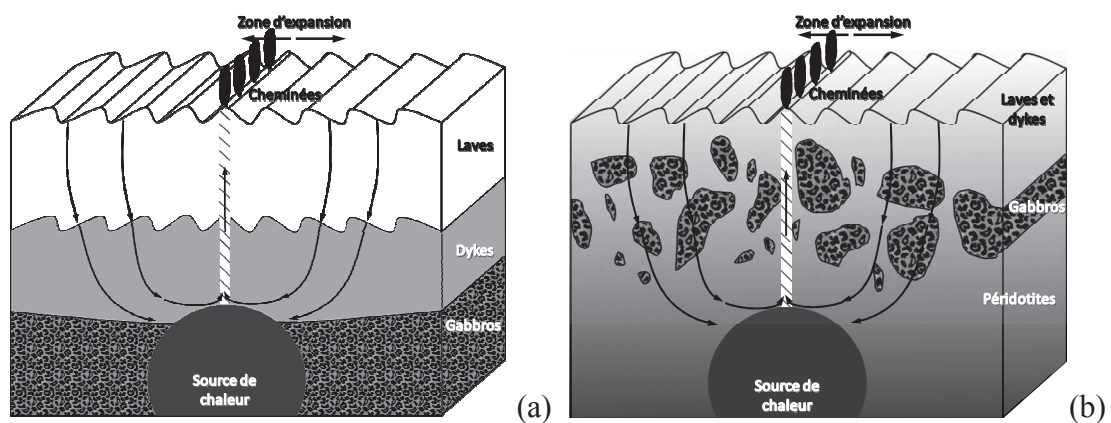 Zone d'expansion
Cheminées
Laves
Dykes
Gabbros
Source de
chaleur
(a)
Zone d'expansion
Cheminées
Laves et
dykes
Gabbros
Péridotites
Source de
chaleur
(b)